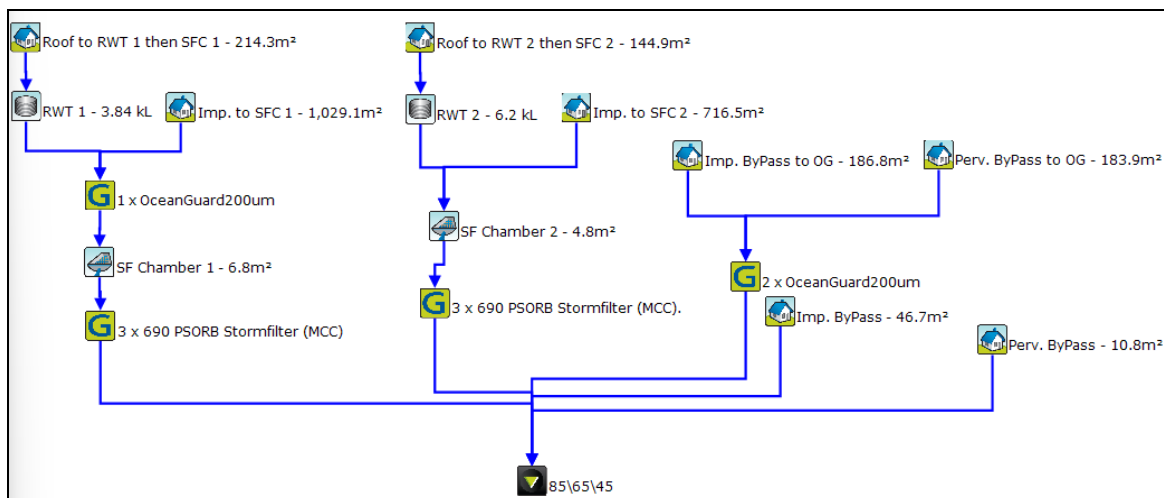 Roof to RWT 1 then SFC 1 - 214.3m²
Roof to RWT 2 then SFC 2 - 144.9m²
RWT 1 - 3.84 kL
Imp. to SFC 1 - 1,029.1m²
RWT 2 - 6.2 kL
Imp. to SFC 2 - 716.5m²
Imp. ByPass to OG - 186.8m²
Perv. ByPass to OG - 183.9m²
G 1 x OceanGuard200um
SF Chamber 2 - 4.8m²
SF Chamber 1 - 6.8m²
G 2 x OceanGuard200um
G 3 x 690 PSORB Stormfilter (MCC).
Imp. ByPass - 46.7m²
G 3 x 690 PSORB Stormfilter (MCC)
Perv. ByPass - 10.8m²
85\65\45